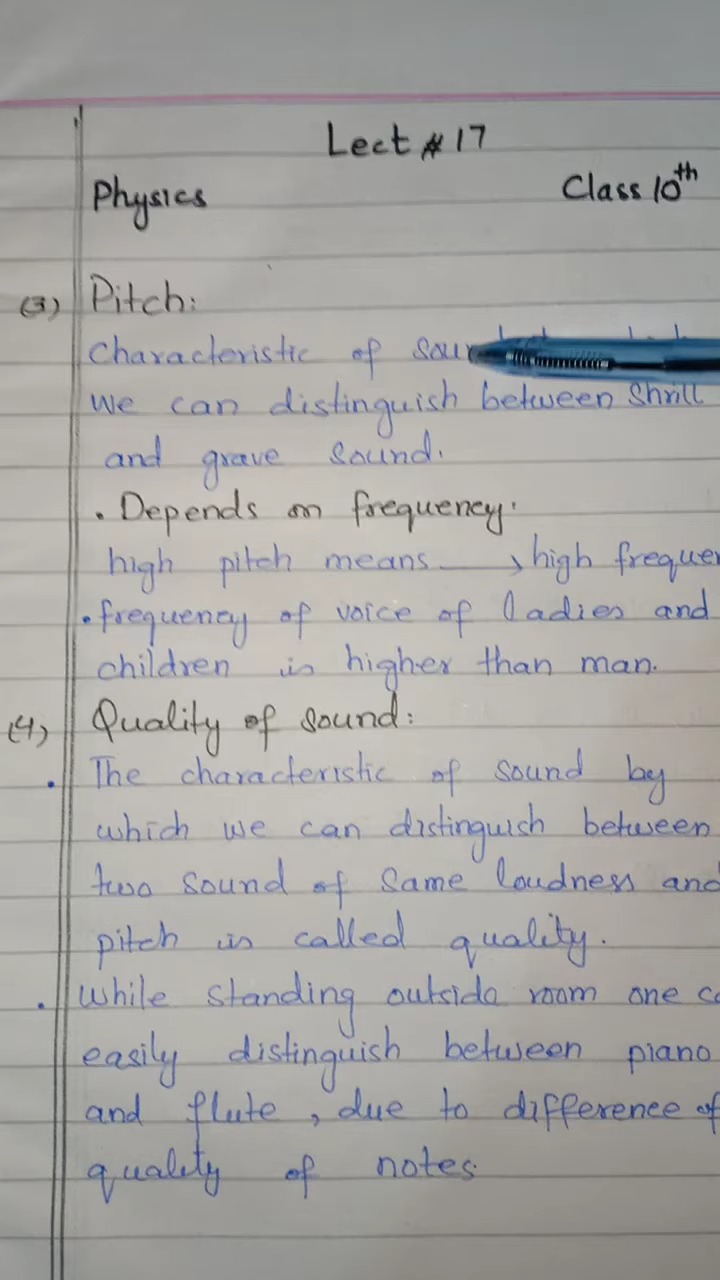 Lect # 17
Physics Class 10th
(3) Pitch:
Characteristic of
We can distinguish between Shrill
and grave sound.
. Depends on frequency.
high pitch means → high freque
. frequency of voice of ladies and
children is higher than man.
(4) Quality of sound:
. The characteristic of sound by
which we can distinguish between
two sound of same loudness and
pitch is called quality.
. While standing outside room one c
easily distinguish between piano
and flute, due to difference of
quality of notes.